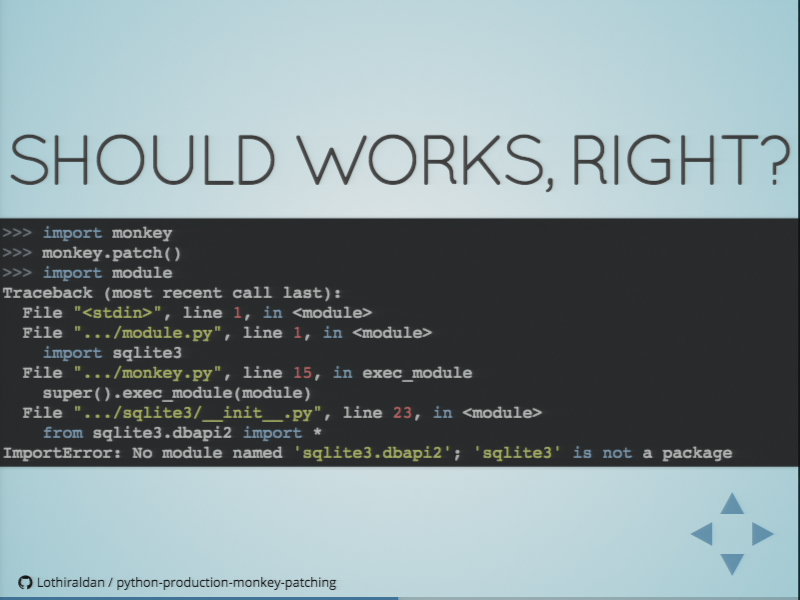 SHOULD WORKS, RIGHT?
>>> import monkey
>>> monkey.patch()
>>> import module
Traceback (most recent call last):
  File "<stdin>", line 1, in <module>
  File ".../module.py", line 1, in <module>
    import sqlite3
  File ".../monkey.py", line 15, in exec_module
    super().exec_module(module)
  File ".../sqlite3/__init__.py", line 23, in <module>
    from sqlite3.dbapi2 import *
ImportError: No module named 'sqlite3.dbapi2'; 'sqlite3' is not a package
Lothiraldan / python-production-monkey-patching